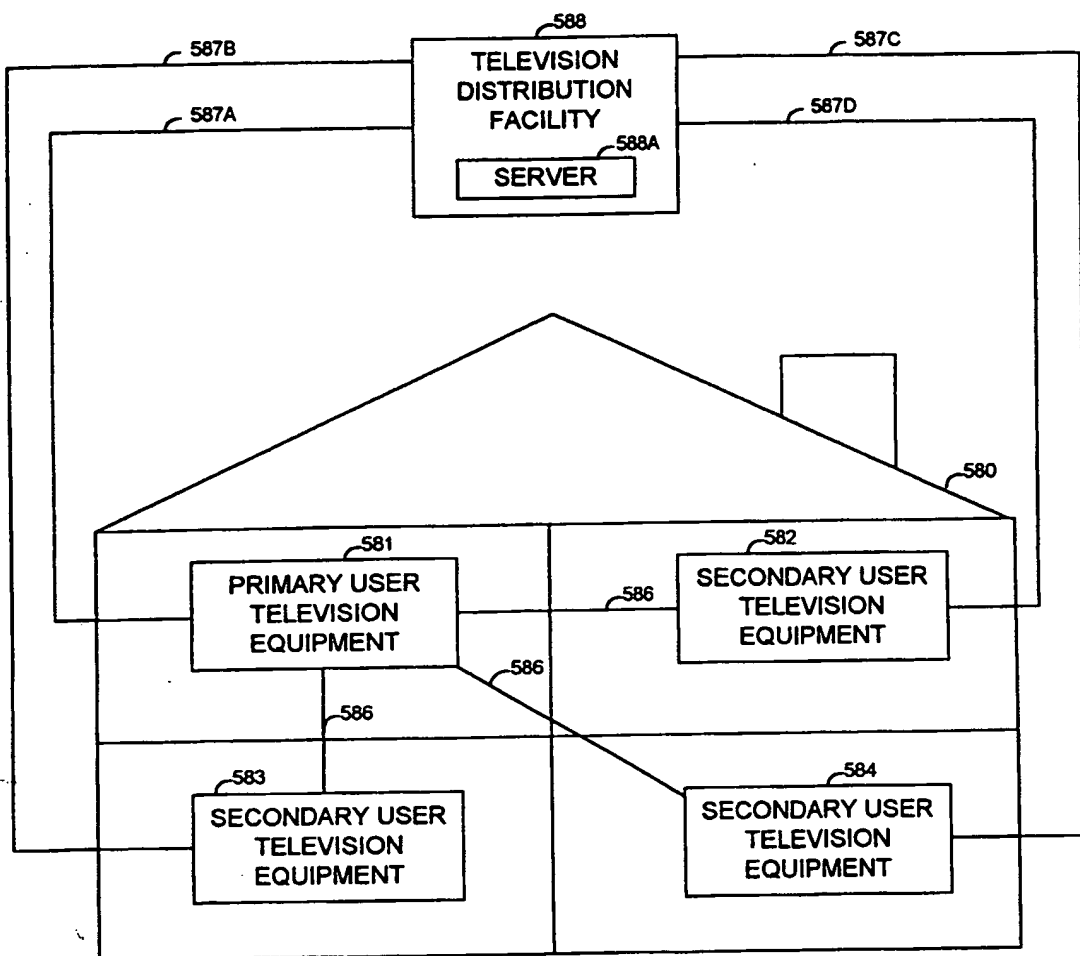 588
587B
587C
TELEVISION
DISTRIBUTION
FACILITY
587A
587D
588A
SERVER
580
581
582
PRIMARY USER
TELEVISION
EQUIPMENT
SECONDARY USER
TELEVISION
EQUIPMENT
586
586
586
583
584
SECONDARY USER
TELEVISION
EQUIPMENT
SECONDARY USER
TELEVISION
EQUIPMENT